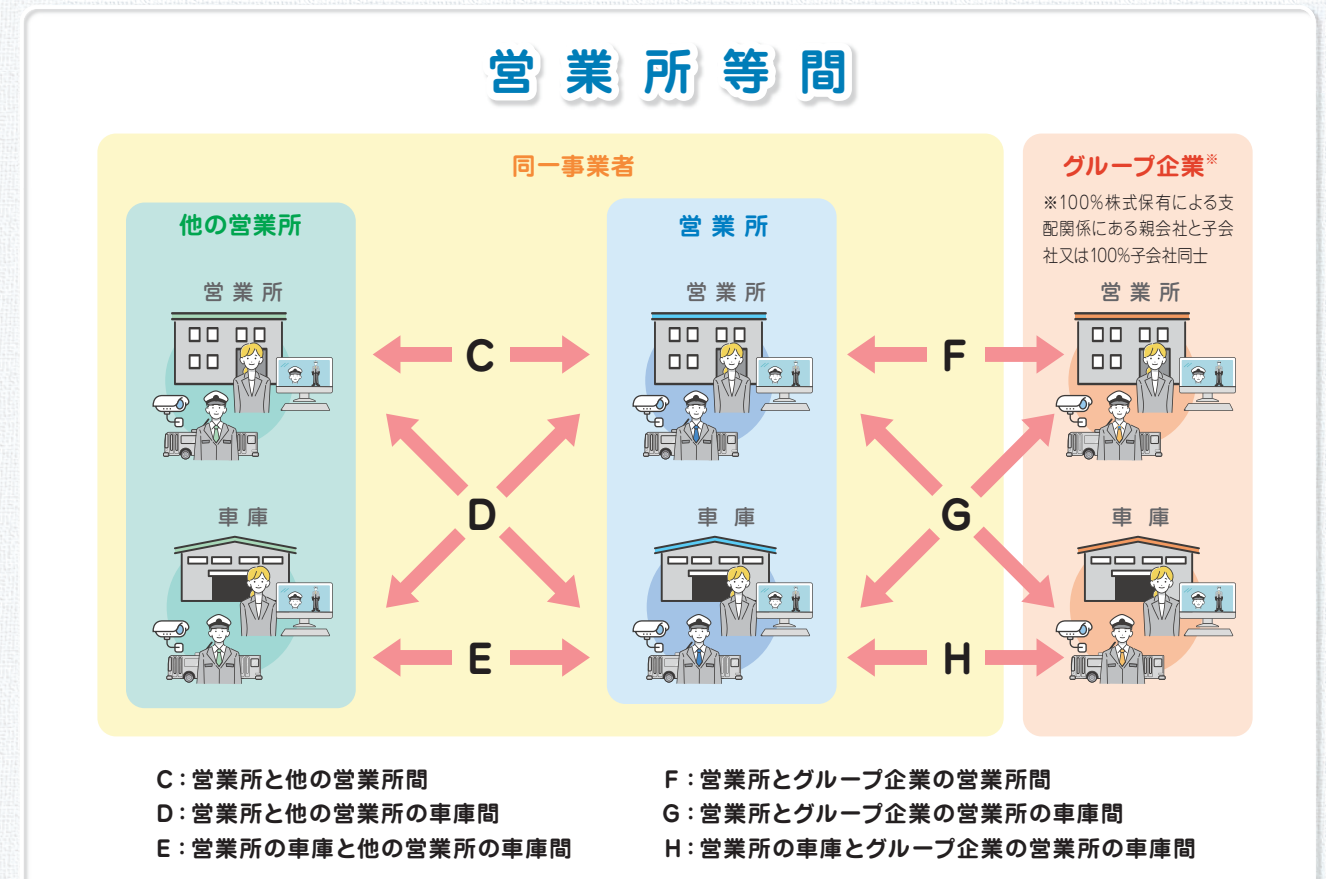 営業所等間
同一事業者
グループ企業※
※100%株式保有による支
配関係にある親会社と子会
社又は100%子会社同士
他の営業所
営業所
営業所
営業所
営業所
C
F
D
G
車庫
車庫
車庫
E
H
C：営業所と他の営業所間
D：営業所と他の営業所の車庫間
E：営業所の車庫と他の営業所の車庫間
F：営業所とグループ企業の営業所間
G：営業所とグループ企業の営業所の車庫間
H：営業所の車庫とグループ企業の営業所の車庫間